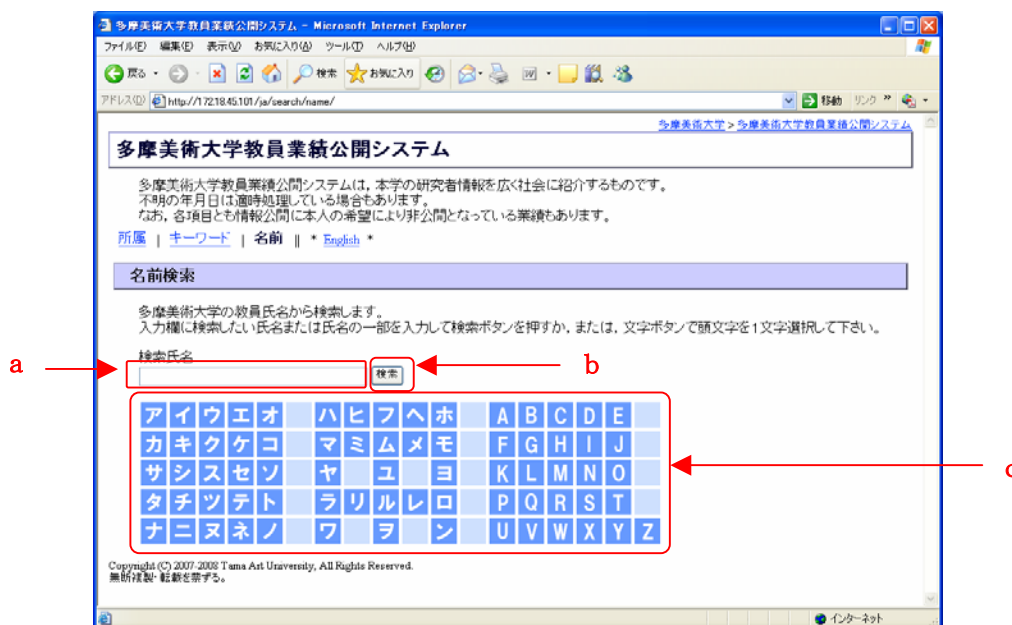 多摩美術大学教員業績公開システム - Microsoft Internet Explorer
ファイル(F) 編集(E) 表示(V) お気に入り(A) ツール(T) ヘルプ(H)
戻る 検索 お気に入り
アドレス(D) http://172.18.45.101/ja/search/name/ 移動 リンク »
多摩美術大学 > 多摩美術大学教員業績公開システム
多摩美術大学教員業績公開システム
多摩美術大学教員業績公開システムは, 本学の研究者情報を広く社会に紹介するものです。
不明の年月日は適時処理している場合もあります。
なお, 各項目とも情報公開に本人の希望により非公開となっている業績もあります。
所属 | キーワード | 名前 || * English *
名前検索
多摩美術大学の教員氏名から検索します。
入力欄に検索したい氏名または氏名の一部を入力して検索ボタンを押すか, または, 文字ボタンで頭文字を1文字選択して下さい。
検索氏名
a 検索 b
ア イ ウ エ オ ハ ヒ フ ヘ ホ A B C D E
カ キ ク ケ コ マ ミ ム メ モ F G H I J
サ シ ス セ ソ ヤ ユ ヨ K L M N O
c
タ チ ツ テ ト ラ リ ル レ ロ P Q R S T
ナ ニ ヌ ネ ノ ワ ヲ ン U V W X Y Z
Copyright (C) 2007-2008 Tama Art University, All Rights Reserved.
無断複製・転載を禁ずる。
インターネット